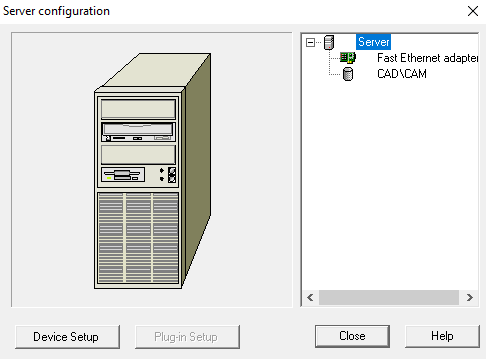 Server configuration
Server
Fast Ethernet adapter
CAD\CAM
Device Setup
Plug-in Setup
Close
Help